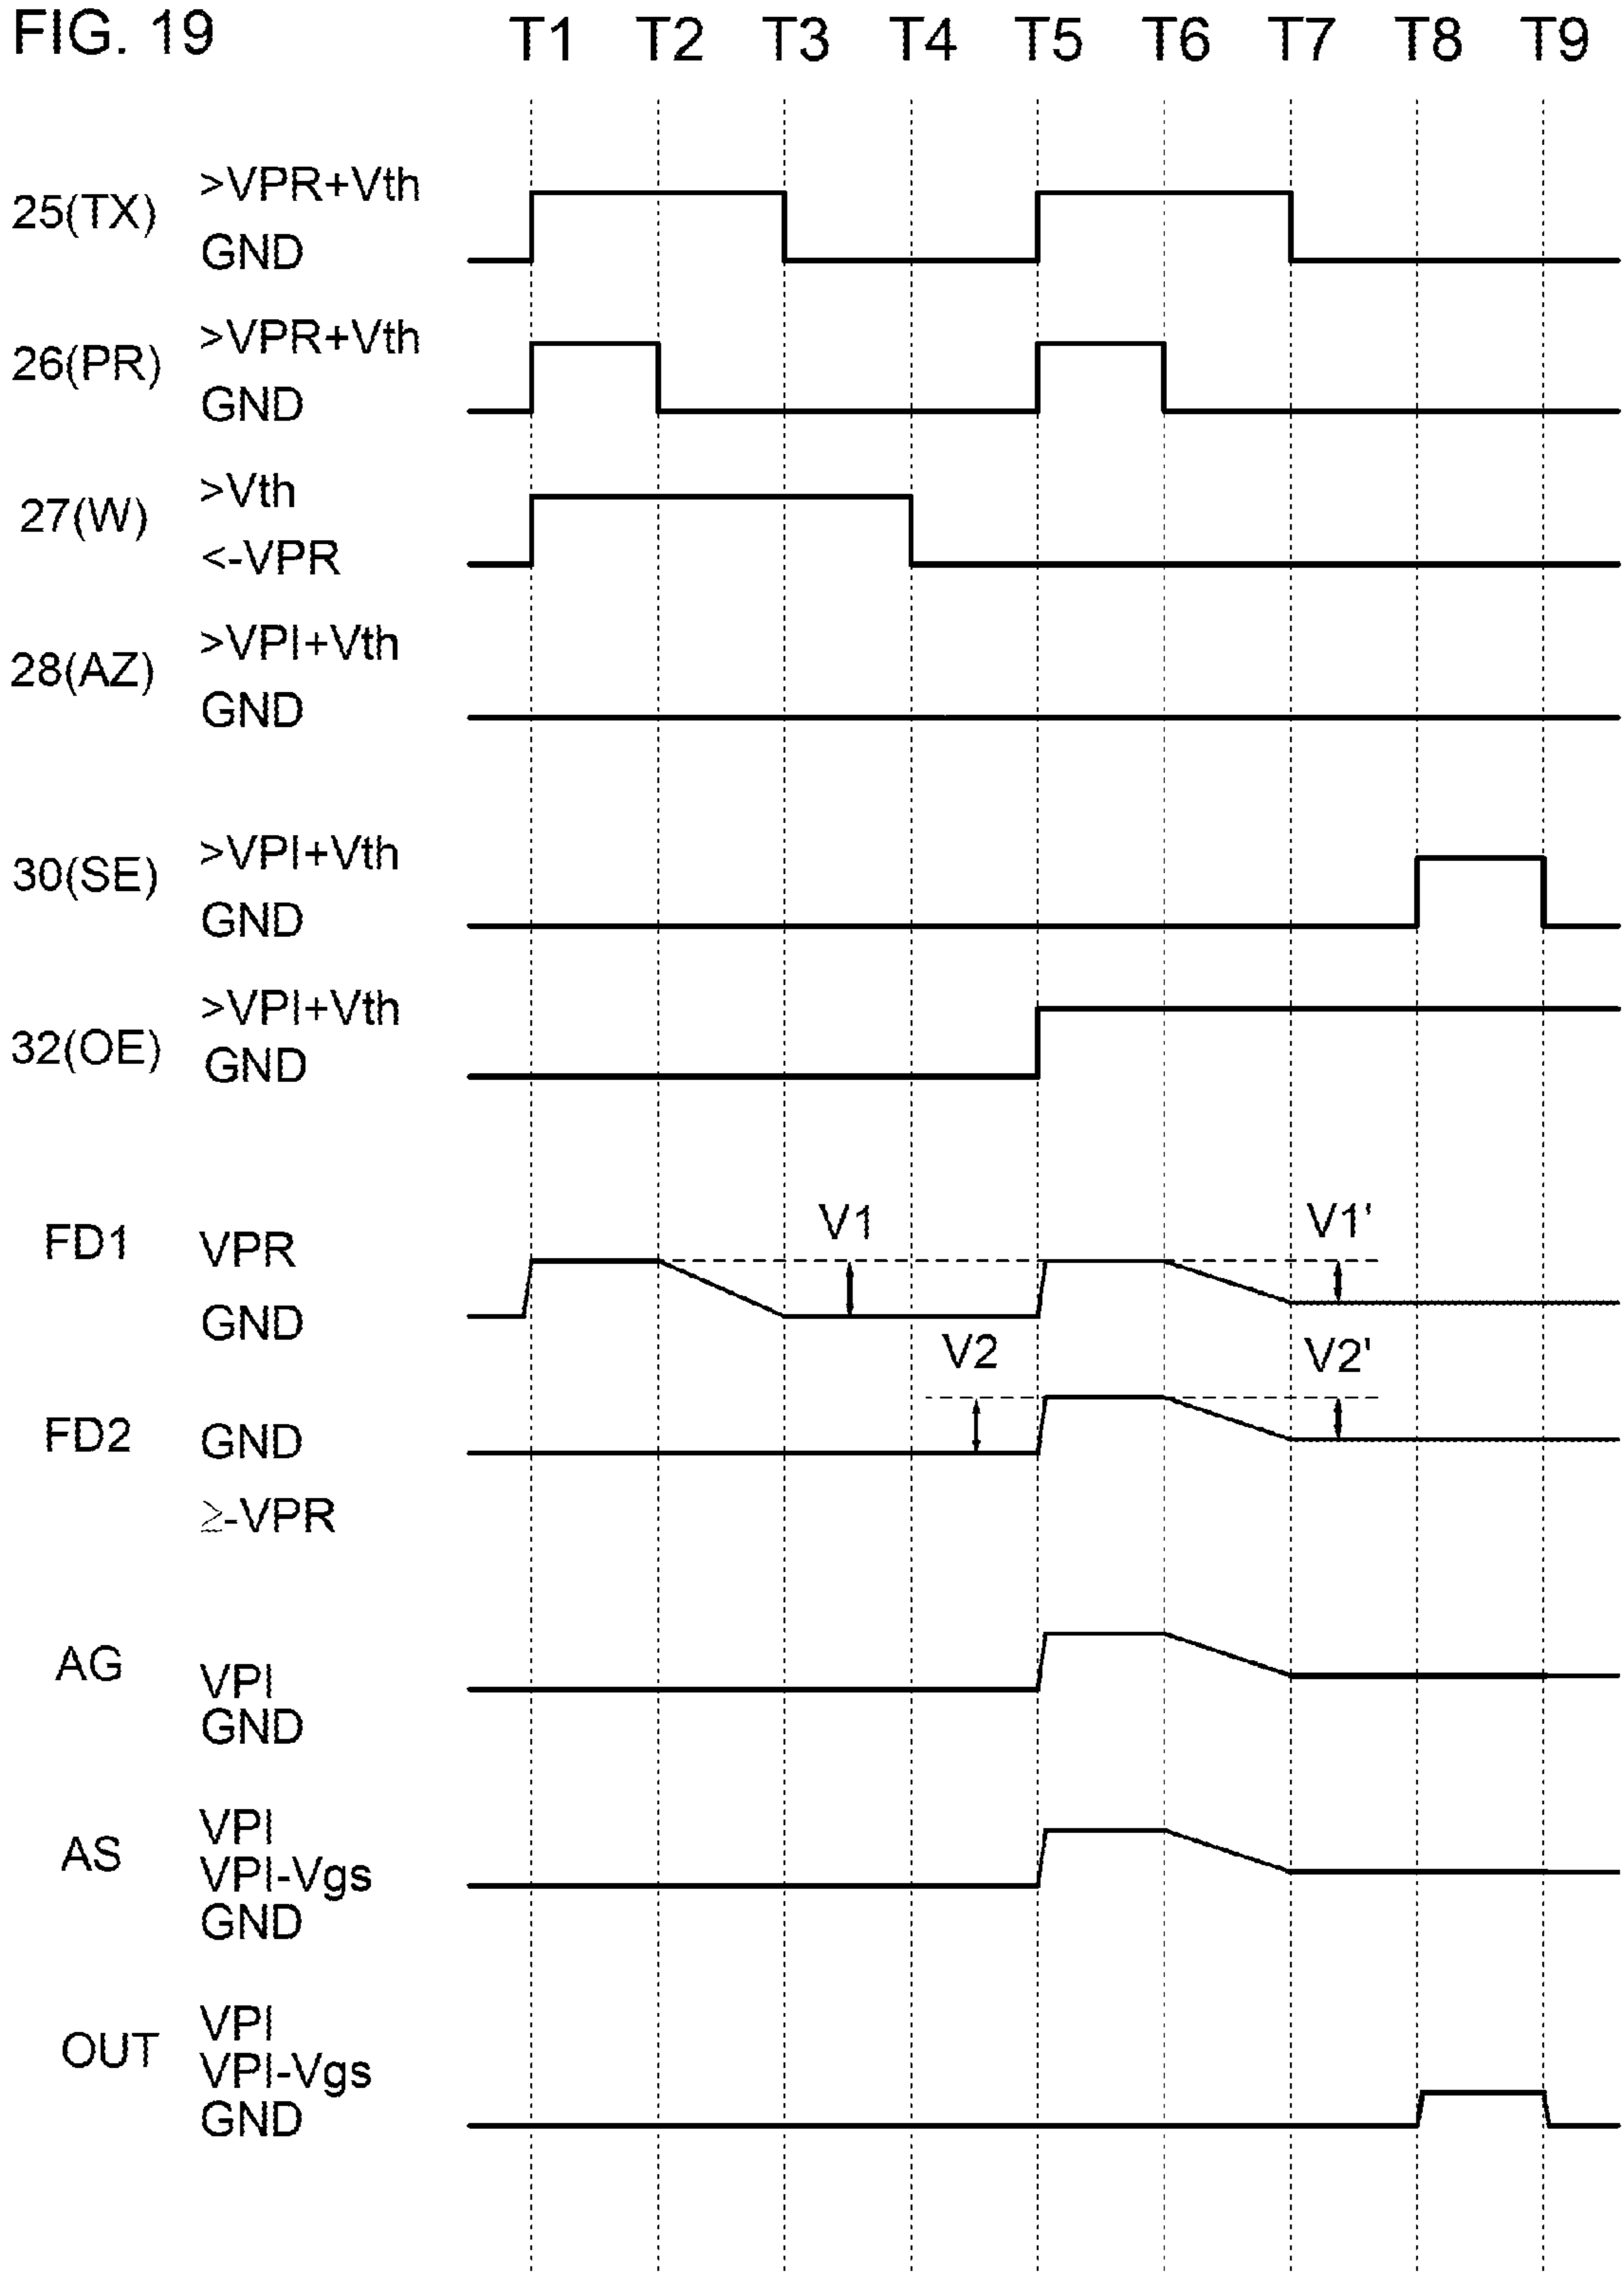 FIG. 19
T1 T2 T3 T4 T5 T6 T7 T8 T9
25(TX)
>VPR+Vth
GND
26(PR)
>VPR+Vth
GND
27(W)
>Vth
<-VPR
28(AZ)
>VPI+Vth
GND
30(SE)
>VPI+Vth
GND
32(OE)
>VPI+Vth
GND
FD1
VPR
GND
V1
V1'
FD2
GND
≥-VPR
V2
V2'
AG
VPI
GND
AS
VPI
VPI-Vgs
GND
OUT
VPI
VPI-Vgs
GND